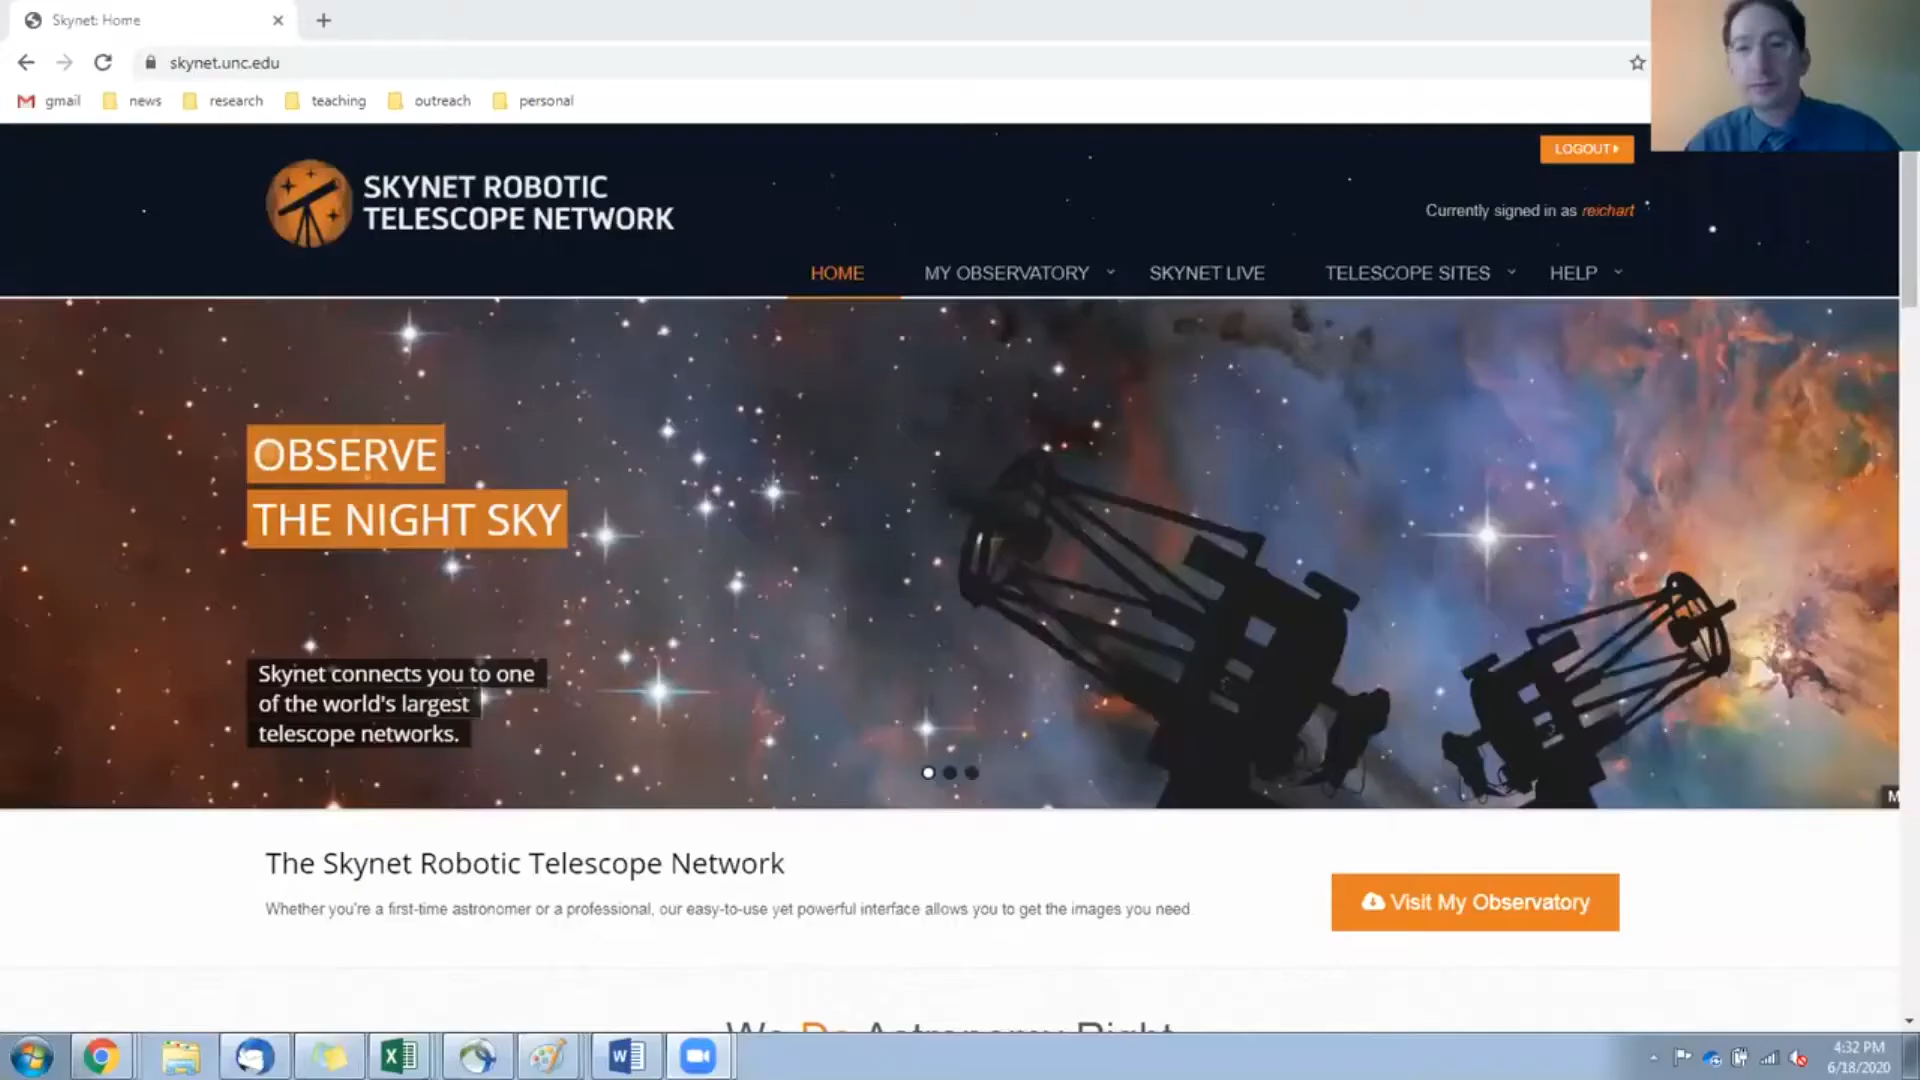 Skynet: Home
skynet.unc.edu
gmail news research teaching outreach personal
LOGOUT
SKYNET ROBOTIC
TELESCOPE NETWORK
Currently signed in as reichart
HOME MY OBSERVATORY SKYNET LIVE TELESCOPE SITES HELP
OBSERVE
THE NIGHT SKY
Skynet connects you to one
of the world's largest
telescope networks.
M
The Skynet Robotic Telescope Network
Whether you're a first-time astronomer or a professional, our easy-to-use yet powerful interface allows you to get the images you need.
Visit My Observatory
We Do Astronomy Right
4:32 PM
6/18/2020